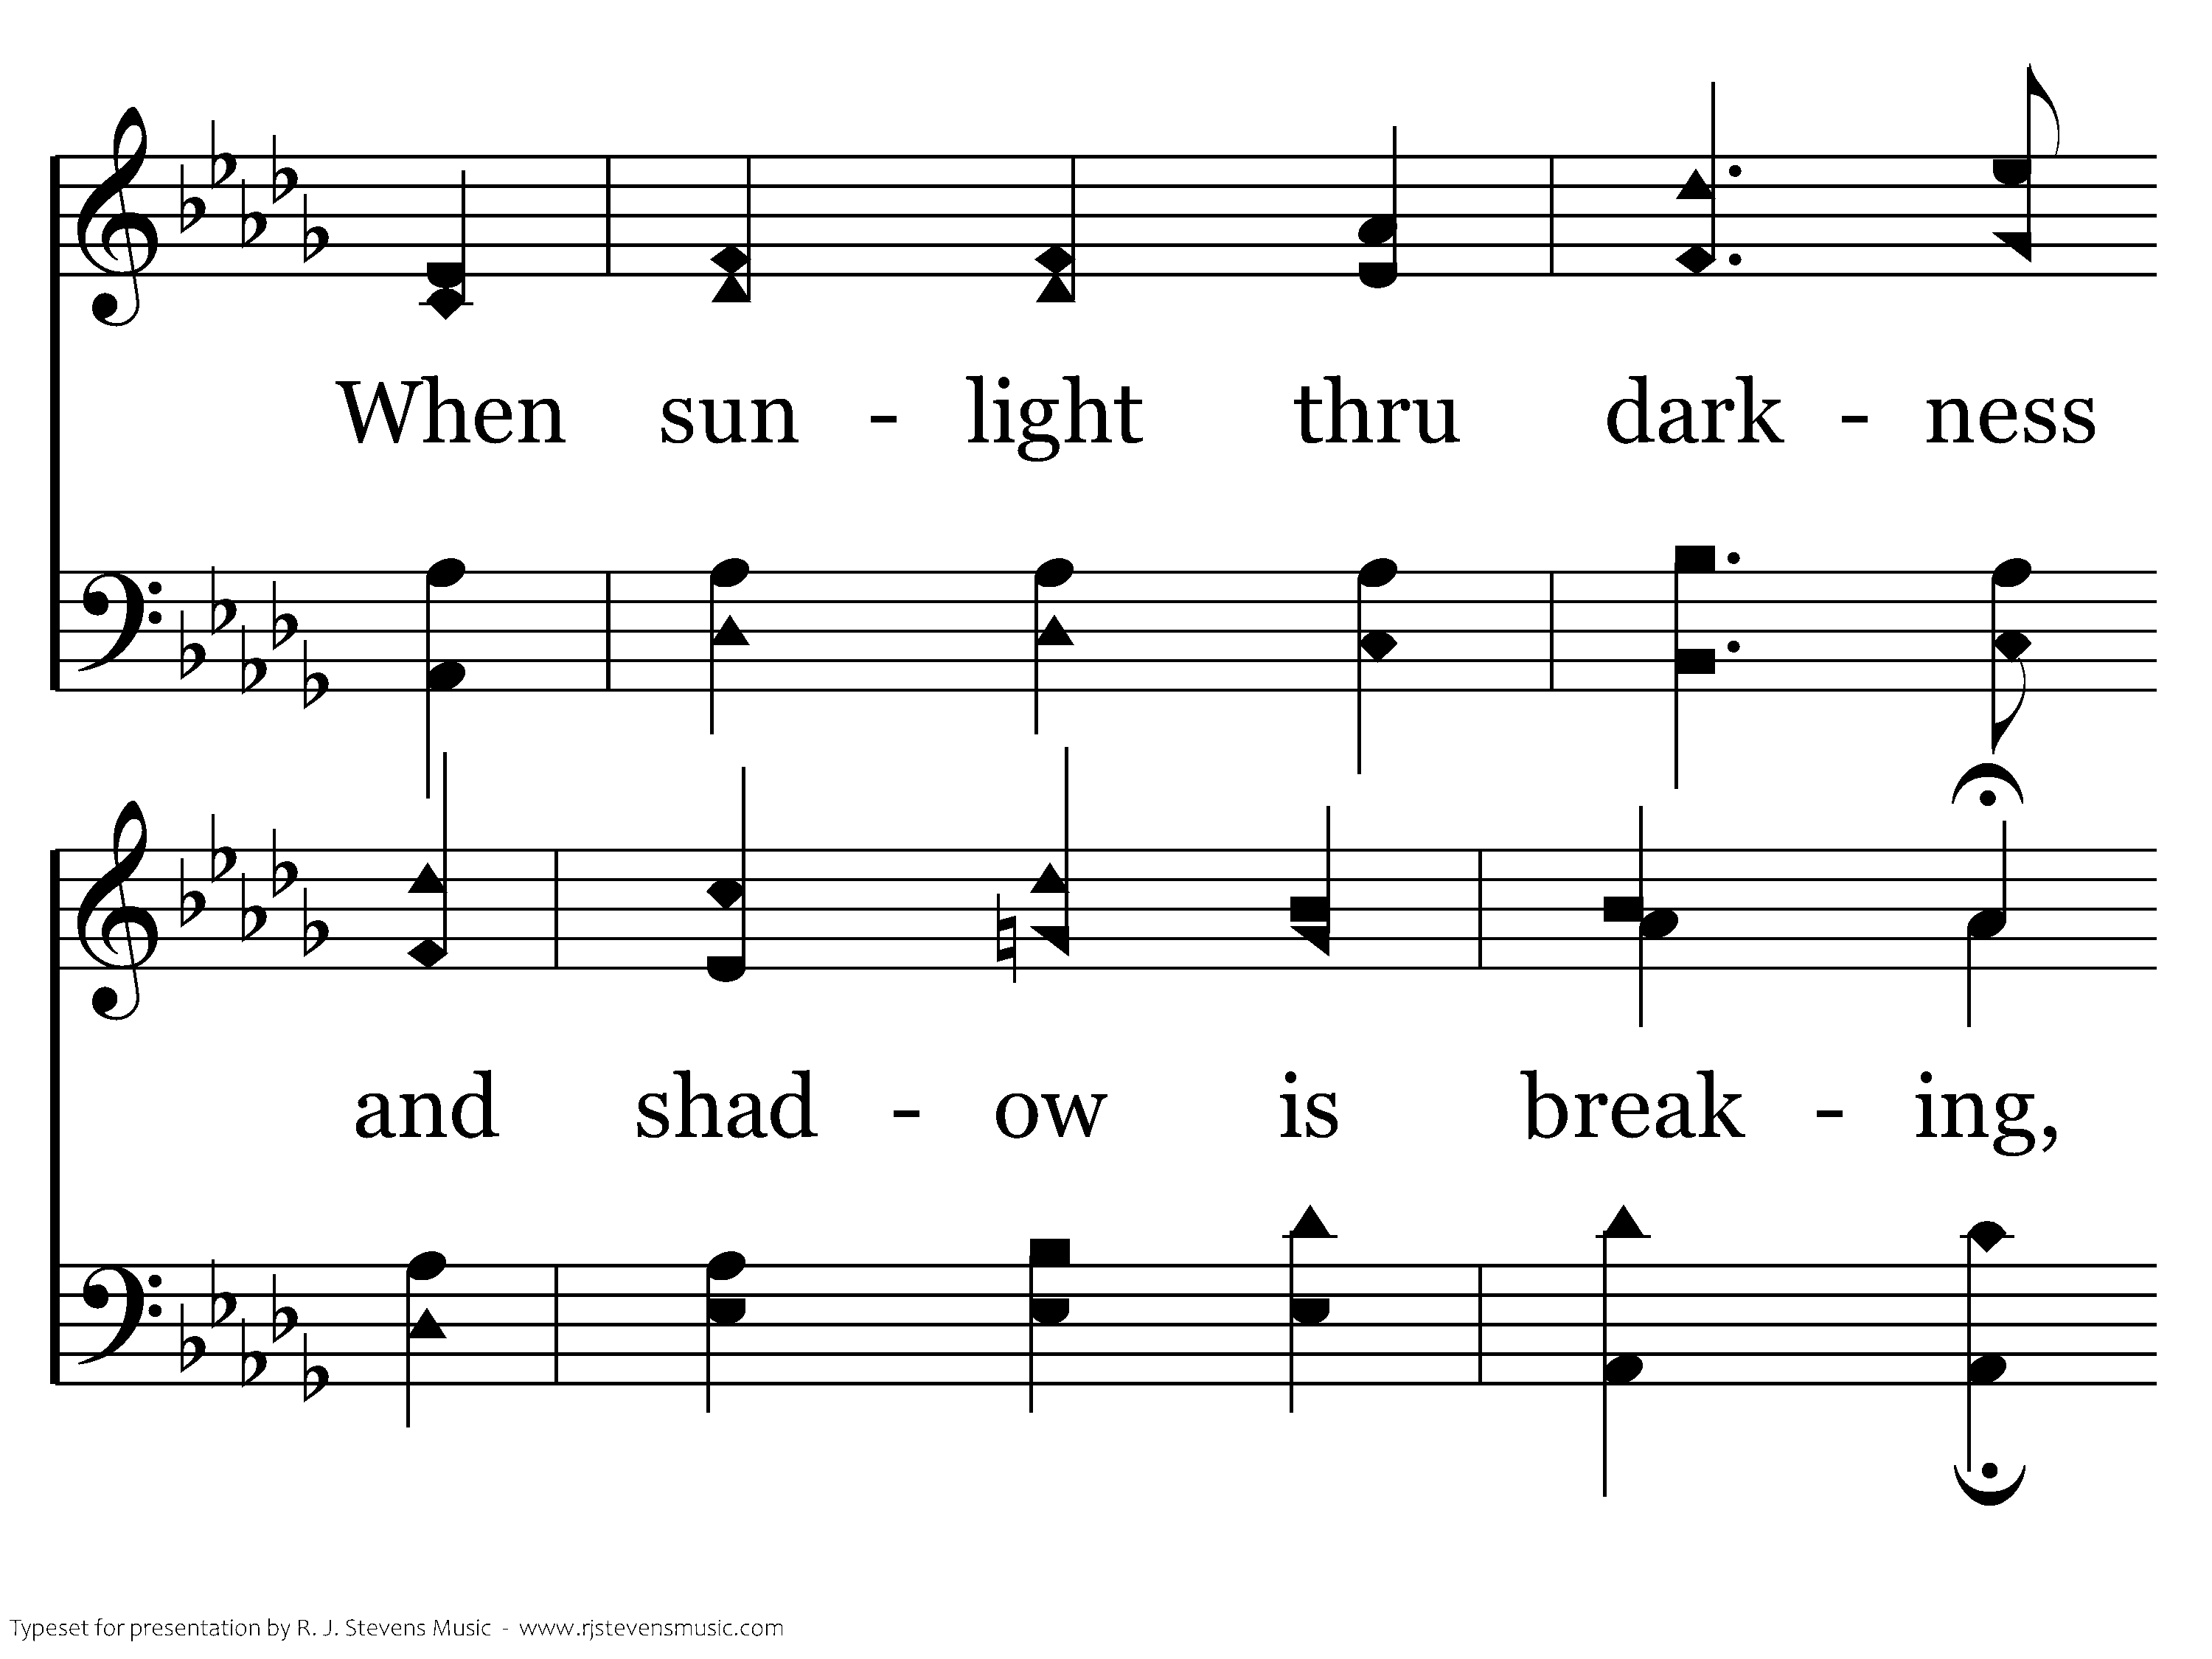 When sun - light thru dark - ness
and shad - ow is break - ing,
Typeset for presentation by R. J. Stevens Music - www.rjstevensmusic.com